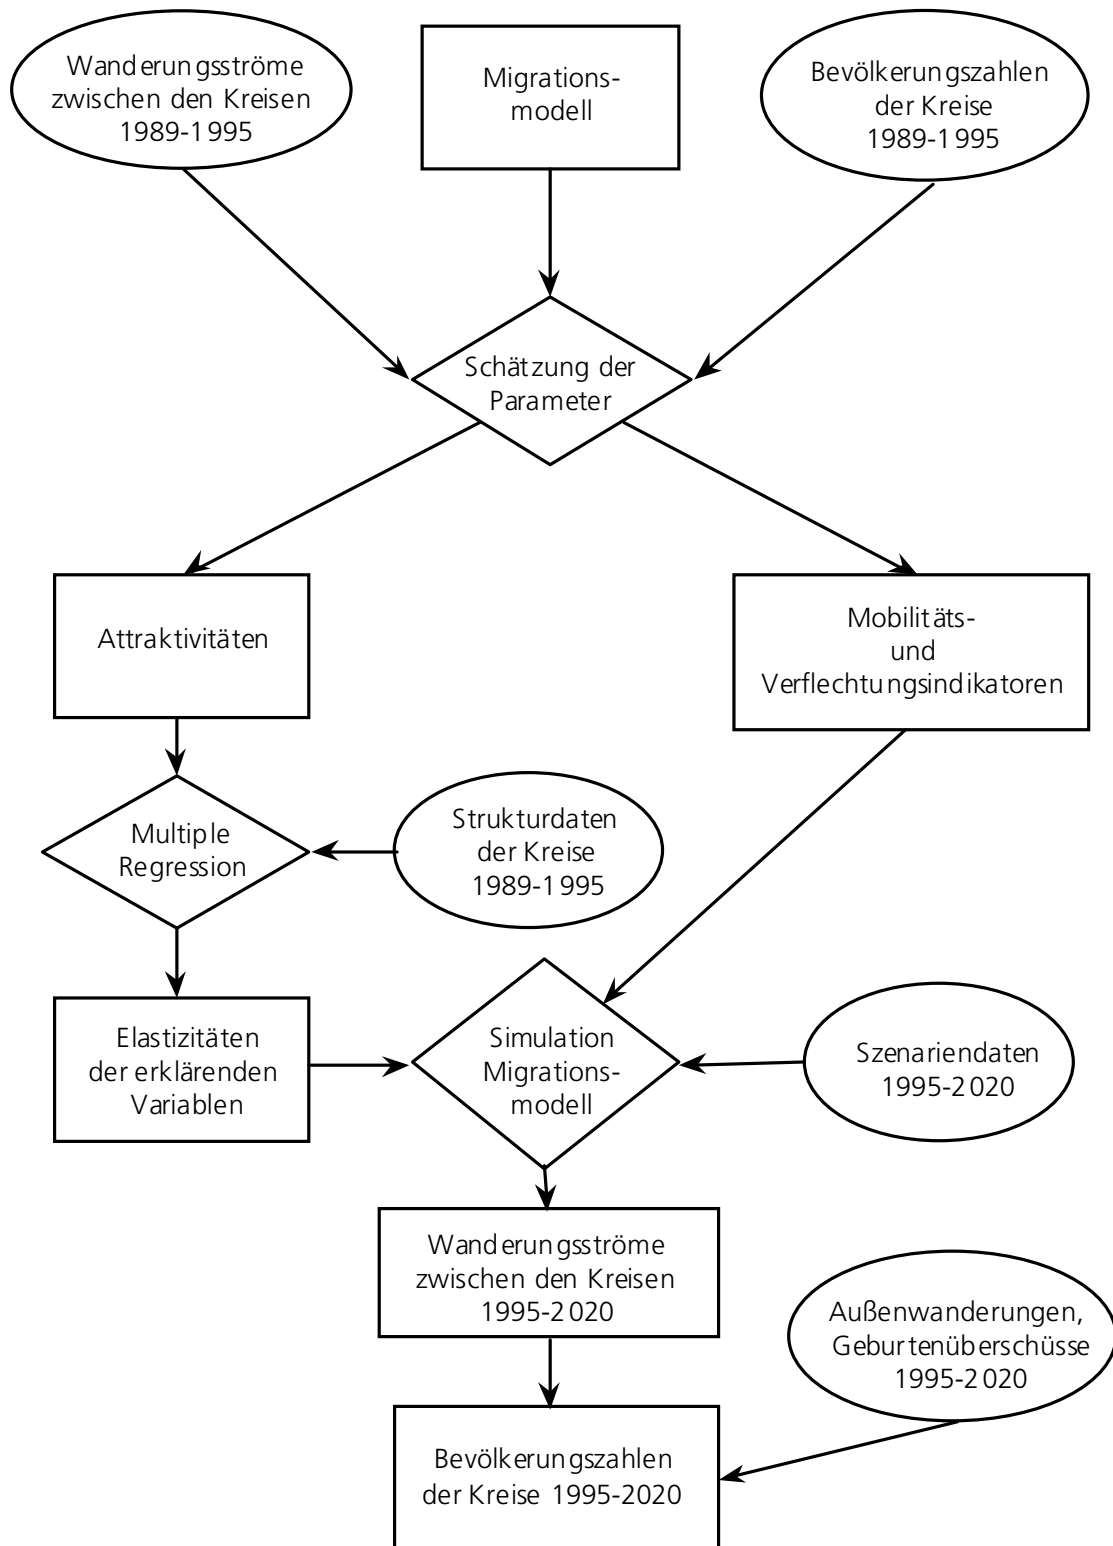 Wanderungsströme
zwischen den Kreisen
1989-1995
Migrations-
modell
Bevölkerungszahlen
der Kreise
1989-1995
Schätzung der
Parameter
Attraktivitäten
Mobilitäts-
und
Verflechtungsindikatoren
Multiple
Regression
Strukturdaten
der Kreise
1989-1995
Elastizitäten
der erklärenden
Variablen
Simulation
Migrations-
modell
Szenariendaten
1995-2020
Wanderungsströme
zwischen den Kreisen
1995-2020
Außenwanderungen,
Geburtenüberschüsse
1995-2020
Bevölkerungszahlen
der Kreise 1995-2020